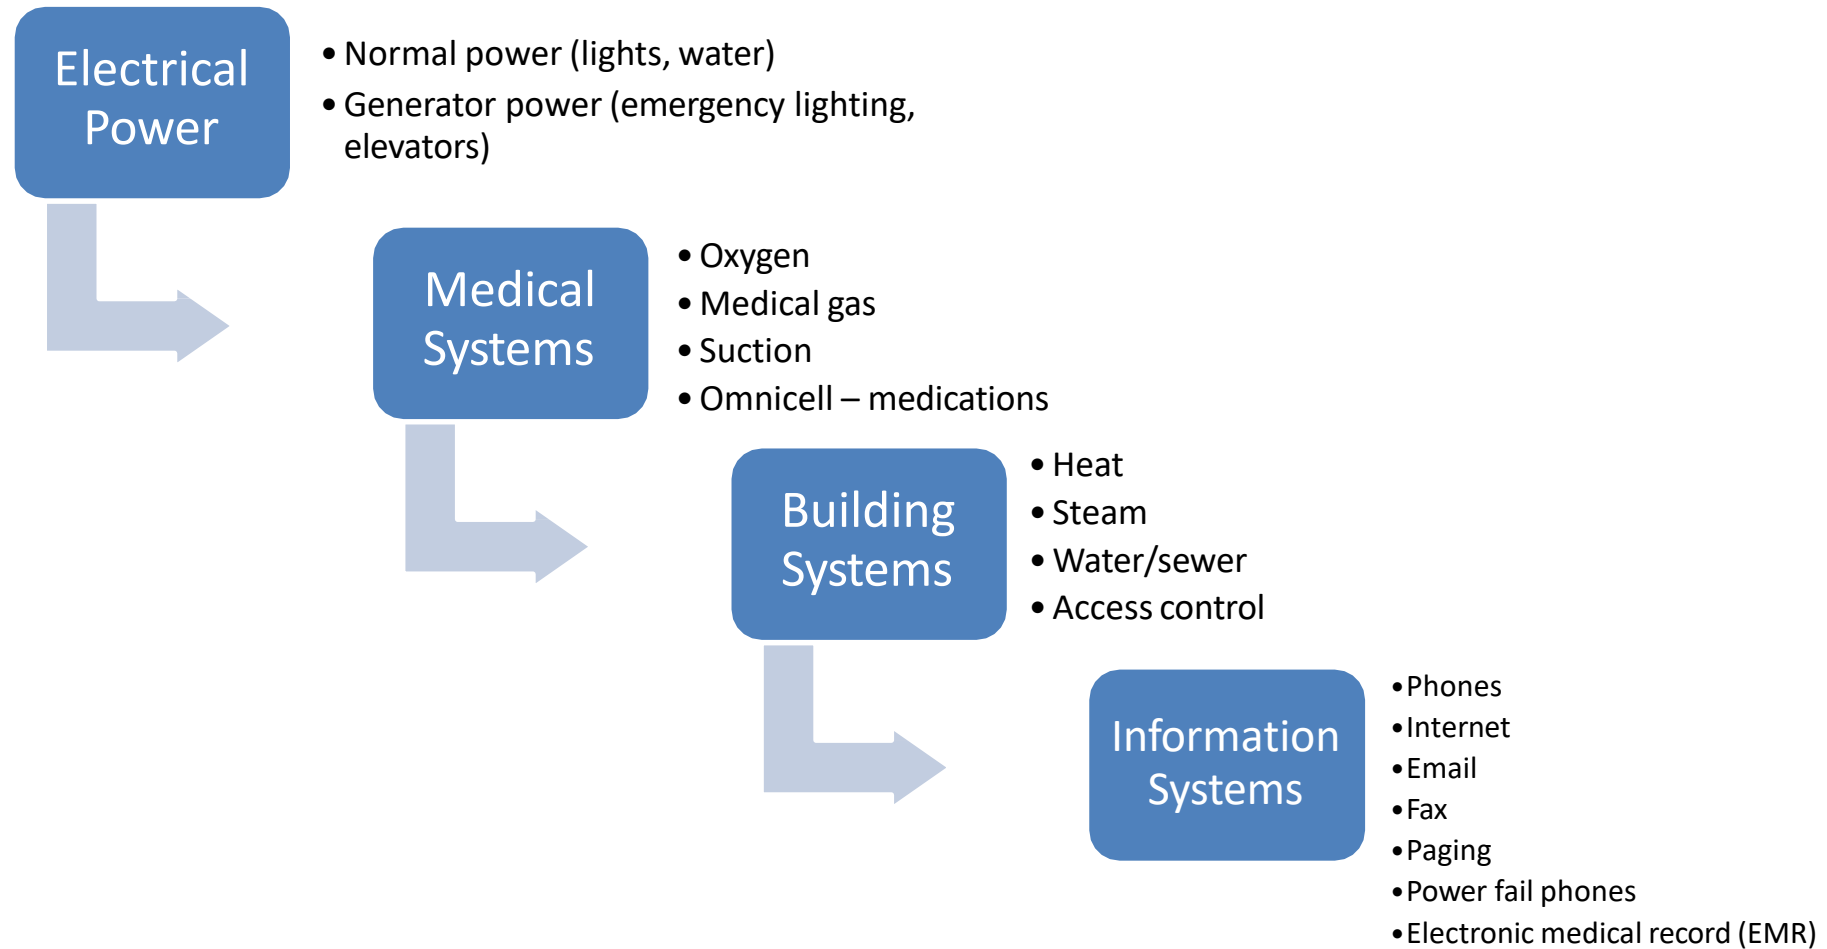 Electrical
Power
• Normal power (lights, water)
• Generator power (emergency lighting,
elevators)
Medical
Systems
• Oxygen
• Medical gas
• Suction
• Omnicell – medications
Building
Systems
• Heat
• Steam
• Water/sewer
• Access control
Information
Systems
• Phones
• Internet
• Email
• Fax
• Paging
• Power fail phones
• Electronic medical record (EMR)